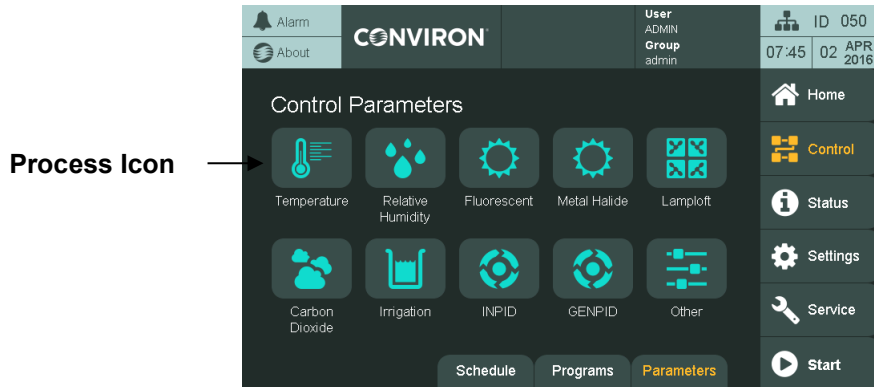 Alarm
About
CONVIRON
User
ADMIN
Group
admin
ID 050
07:45 02 APR 2016
Control Parameters
Process Icon
Temperature
Relative
Humidity
Fluorescent
Metal Halide
Lamploft
Carbon
Dioxide
Irrigation
INPID
GENPID
Other
Schedule
Programs
Parameters
Home
Control
Status
Settings
Service
Start